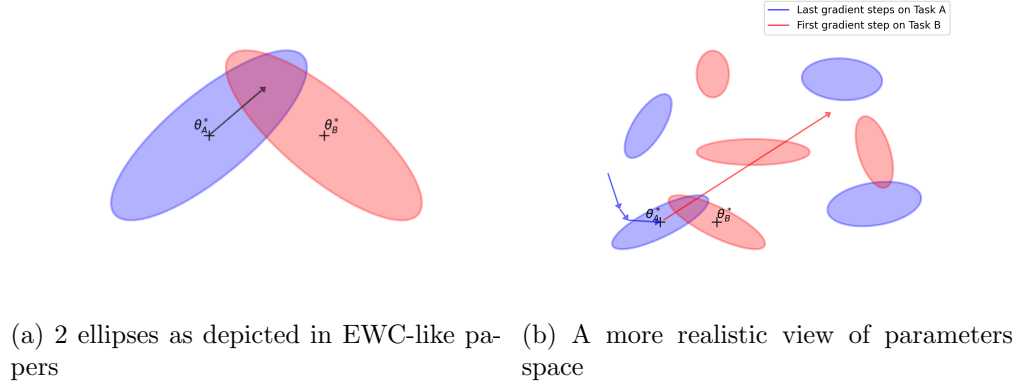 Last gradient steps on Task A
First gradient step on Task B
θ*A
θ*B
θ*A
θ*B
(a) 2 ellipses as depicted in EWC-like pa-
pers
(b) A more realistic view of parameters
space